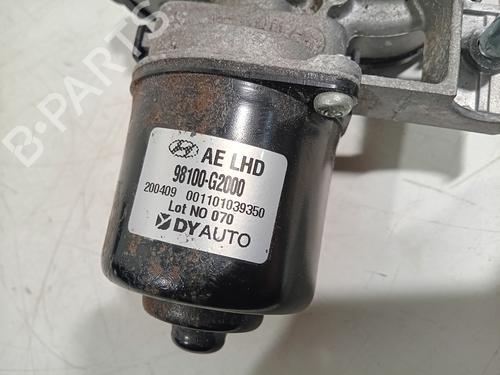 B-PARTS
AE LHD
98100-G2000
200409 001101039350
Lot NO 070
DYAUTO